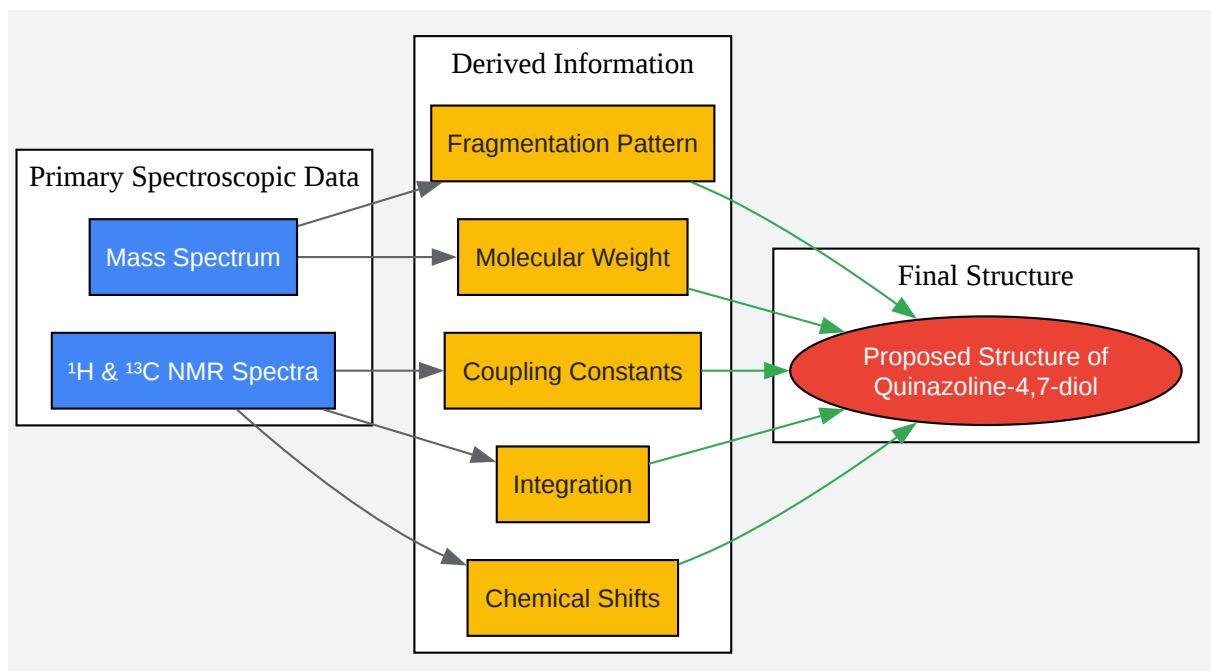 Primary Spectroscopic Data
Mass Spectrum
¹H & ¹³C NMR Spectra
Derived Information
Fragmentation Pattern
Molecular Weight
Coupling Constants
Integration
Chemical Shifts
Final Structure
Proposed Structure of
Quinazoline-4,7-diol